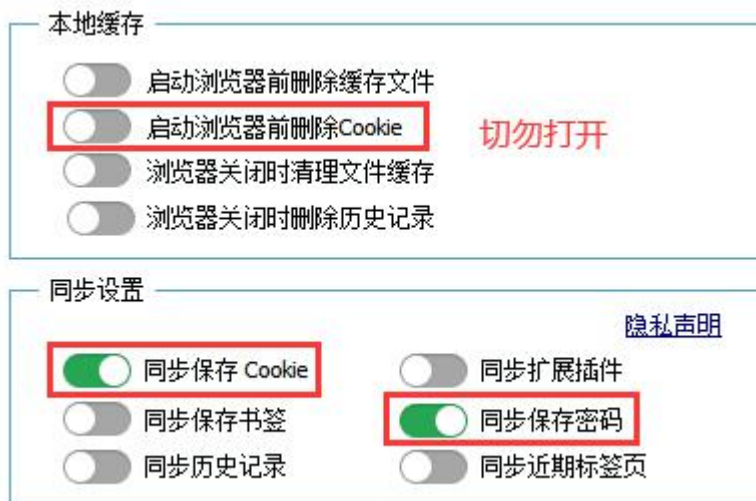 本地缓存
启动浏览器前删除缓存文件
启动浏览器前删除Cookie
切勿打开
浏览器关闭时清理文件缓存
浏览器关闭时删除历史记录
同步设置
隐私声明
同步保存 Cookie
同步扩展插件
同步保存书签
同步保存密码
同步历史记录
同步近期标签页